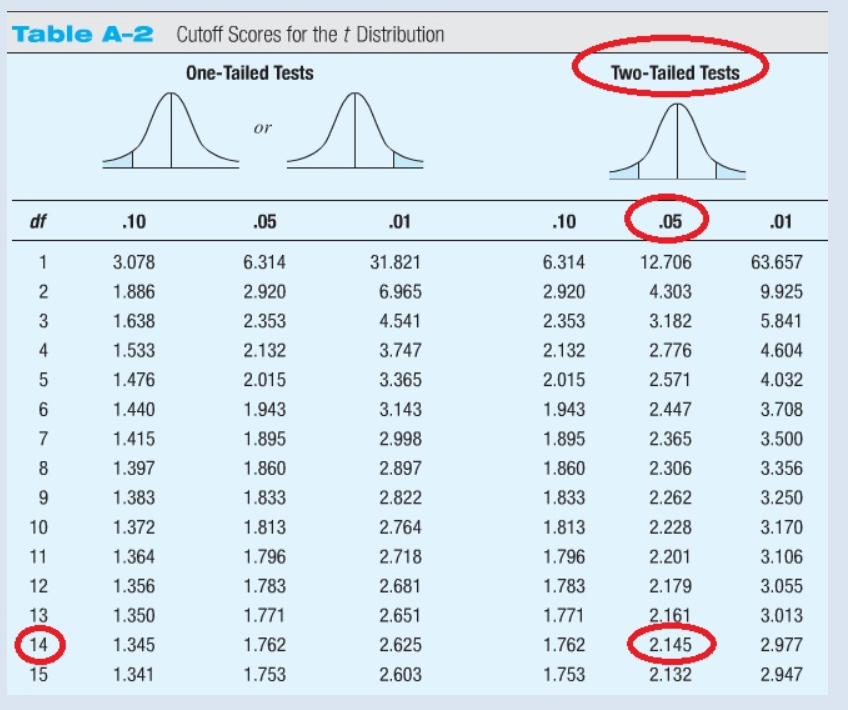 Table A-2 Cutoff Scores for the t Distribution
One-Tailed Tests Two-Tailed Tests
or
df .10 .05 .01 .10 .05 .01
1 3.078 6.314 31.821 6.314 12.706 63.657
2 1.886 2.920 6.965 2.920 4.303 9.925
3 1.638 2.353 4.541 2.353 3.182 5.841
4 1.533 2.132 3.747 2.132 2.776 4.604
5 1.476 2.015 3.365 2.015 2.571 4.032
6 1.440 1.943 3.143 1.943 2.447 3.708
7 1.415 1.895 2.998 1.895 2.365 3.500
8 1.397 1.860 2.897 1.860 2.306 3.356
9 1.383 1.833 2.822 1.833 2.262 3.250
10 1.372 1.813 2.764 1.813 2.228 3.170
11 1.364 1.796 2.718 1.796 2.201 3.106
12 1.356 1.783 2.681 1.783 2.179 3.055
13 1.350 1.771 2.651 1.771 2.161 3.013
14 1.345 1.762 2.625 1.762 2.145 2.977
15 1.341 1.753 2.603 1.753 2.132 2.947